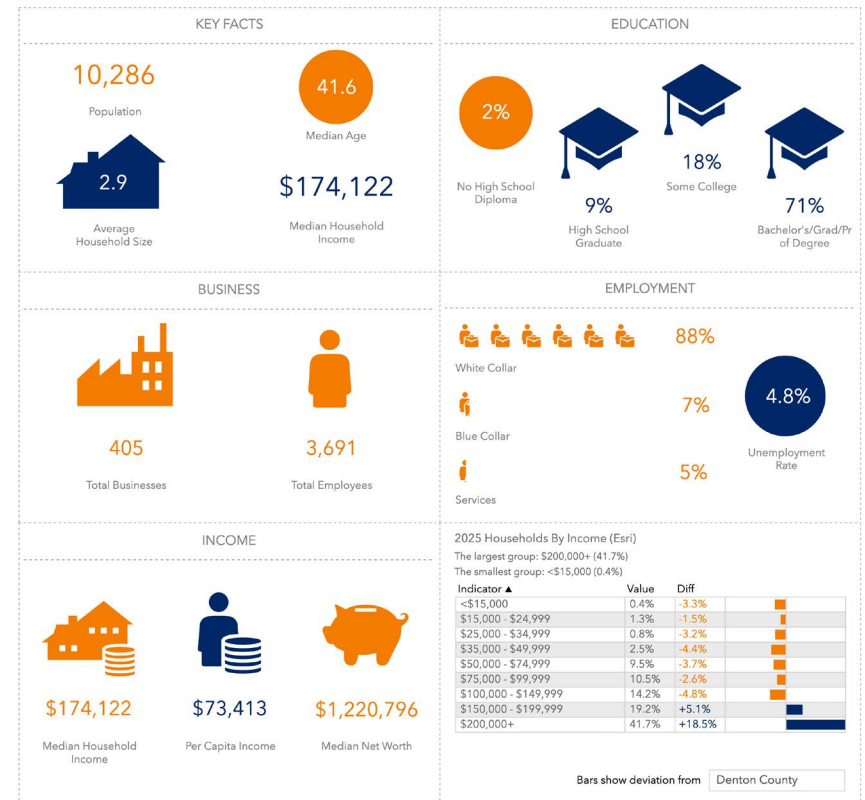 KEY FACTS
10,286
Population
41.6
Median Age
2.9
Average
Household Size
$174,122
Median Household
Income
EDUCATION
2%
No High School
Diploma
9%
High School
Graduate
18%
Some College
71%
Bachelor's/Grad/Pr
of Degree
BUSINESS
405
Total Businesses
3,691
Total Employees
EMPLOYMENT
88%
White Collar
7%
Blue Collar
5%
Services
4.8%
Unemployment
Rate
INCOME
$174,122
Median Household
Income
$73,413
Per Capita Income
$1,220,796
Median Net Worth
2025 Households By Income (Esri)
The largest group: $200,000+ (41.7%)
The smallest group: <$15,000 (0.4%)
Indicator ▲ Value Diff
<$15,000 0.4% -3.3%
$15,000 - $24,999 1.3% -1.5%
$25,000 - $34,999 0.8% -3.2%
$35,000 - $49,999 2.5% -4.4%
$50,000 - $74,999 9.5% -3.7%
$75,000 - $99,999 10.5% -2.6%
$100,000 - $149,999 14.2% -4.8%
$150,000 - $199,999 19.2% +5.1%
$200,000+ 41.7% +18.5%
Bars show deviation from Denton County